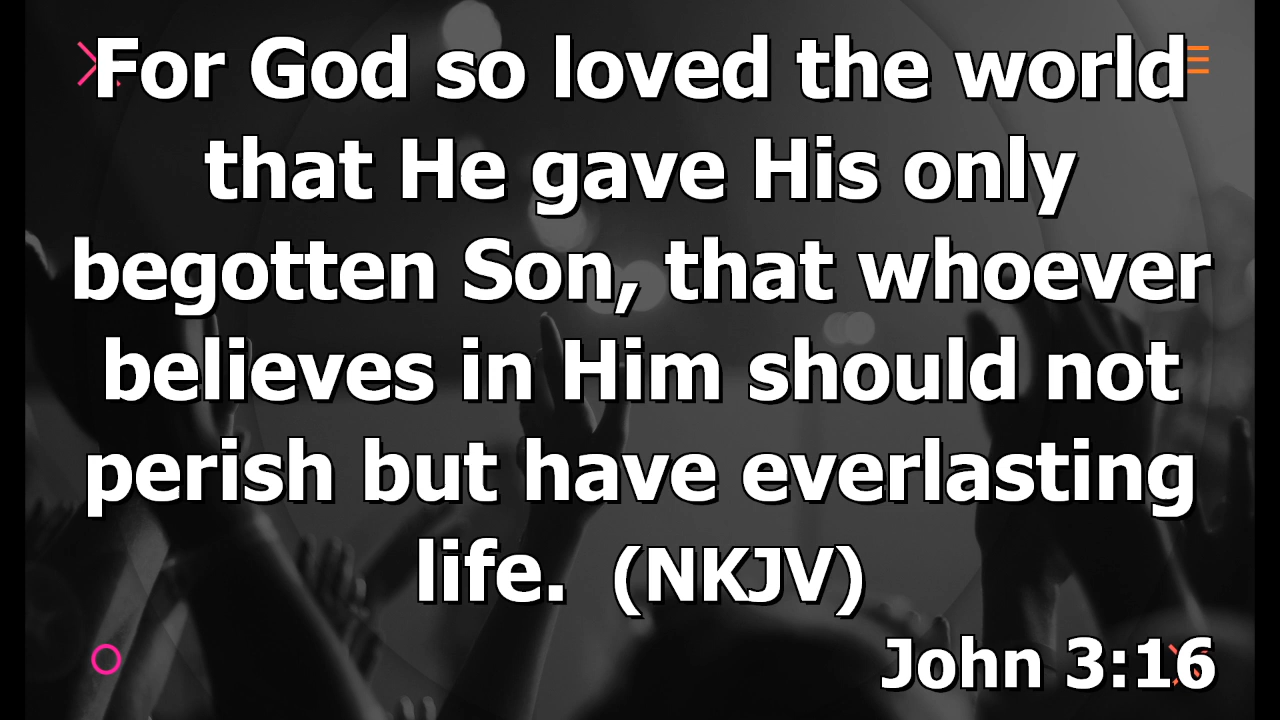 For God so loved the world
that He gave His only
begotten Son, that whoever
believes in Him should not
perish but have everlasting
life. (NKJV)
John 3:16